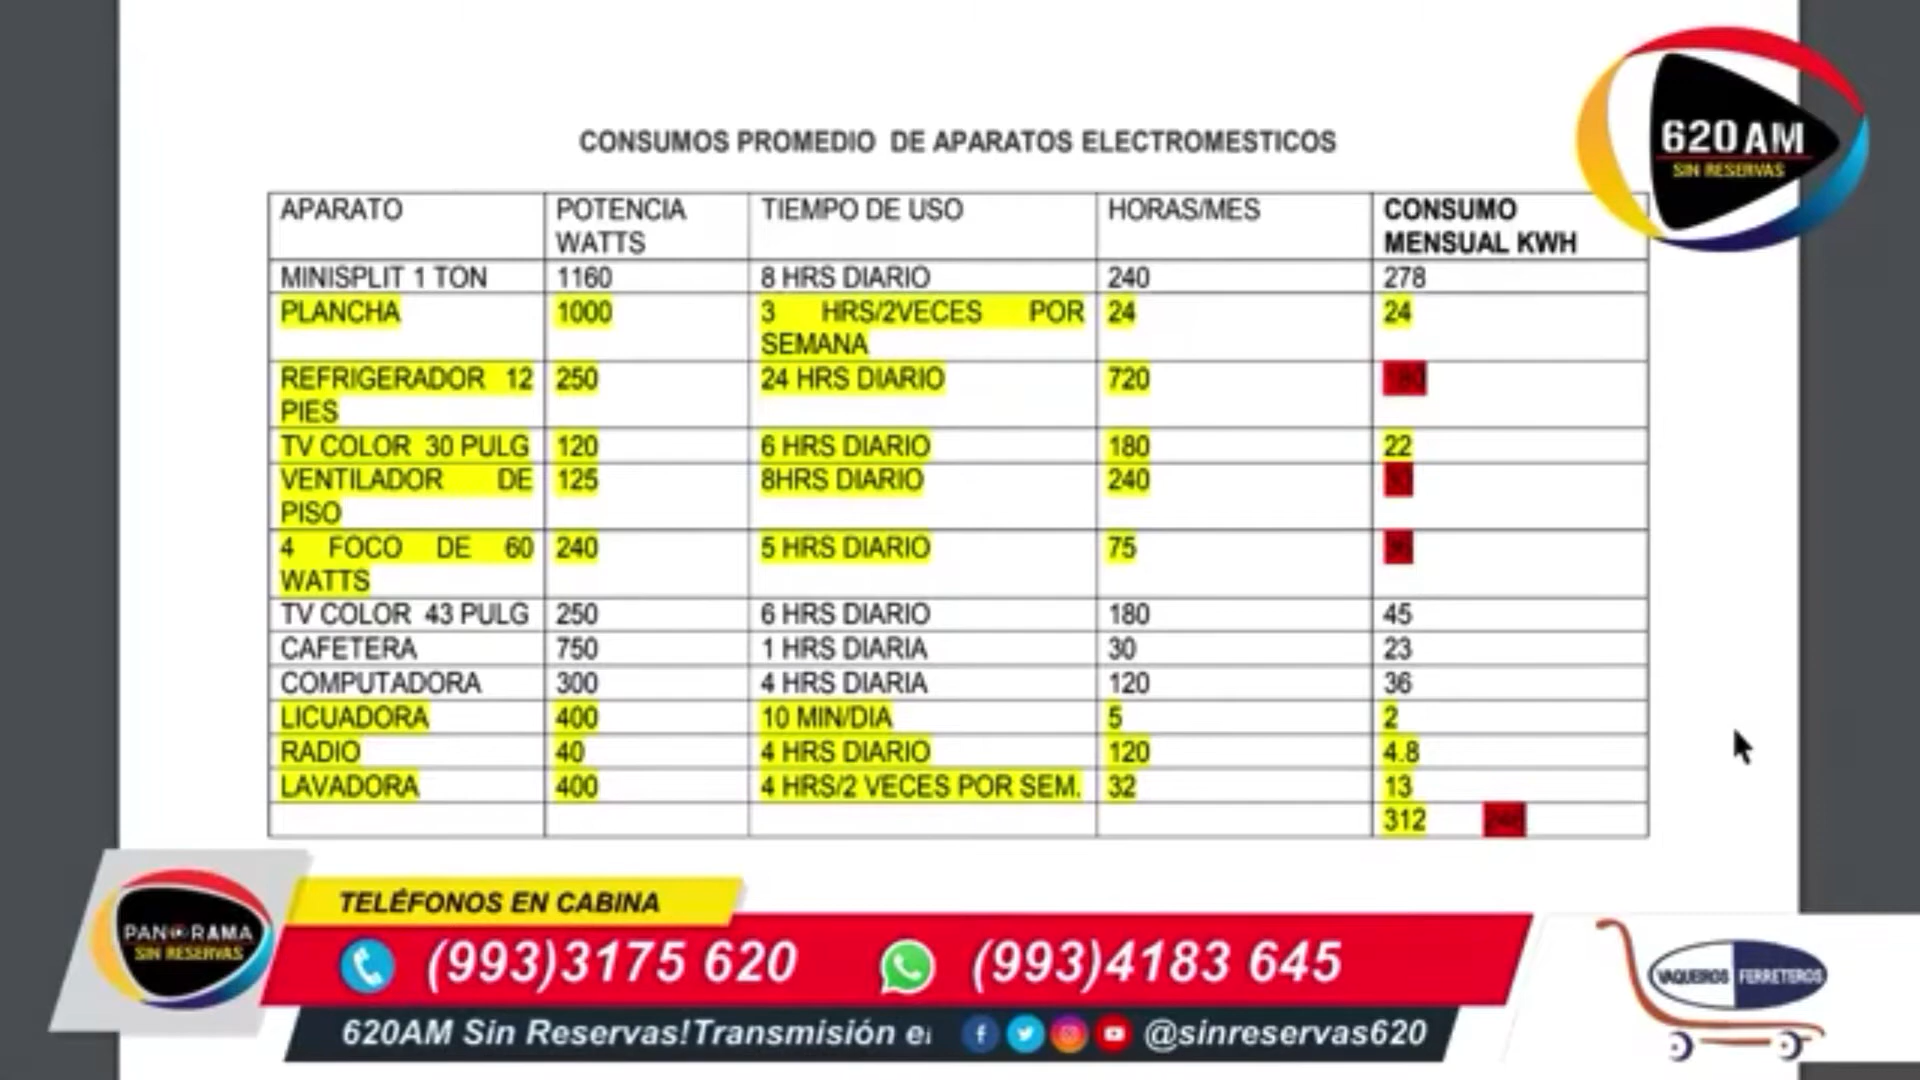 620 AM
SIN RESERVAS
CONSUMOS PROMEDIO DE APARATOS ELECTROMESTICOS
APARATO POTENCIA WATTS TIEMPO DE USO HORAS/MES CONSUMO MENSUAL KWH
MINISPLIT 1 TON 1160 8 HRS DIARIO 240 278
PLANCHA 1000 3 HRS/2VECES POR SEMANA 24 24
REFRIGERADOR 12 PIES 250 24 HRS DIARIO 720
TV COLOR 30 PULG 120 6 HRS DIARIO 180 22
VENTILADOR DE PISO 125 8HRS DIARIO 240
4 FOCO DE 60 WATTS 240 5 HRS DIARIO 75
TV COLOR 43 PULG 250 6 HRS DIARIO 180 45
CAFETERA 750 1 HRS DIARIA 30 23
COMPUTADORA 300 4 HRS DIARIA 120 36
LICUADORA 400 10 MIN/DIA 5 2
RADIO 40 4 HRS DIARIO 120 4.8
LAVADORA 400 4 HRS/2 VECES POR SEM. 32 13
312
TELÉFONOS EN CABINA
PANORAMA
SIN RESERVAS
(993)3175 620 (993)4183 645
VAQUEIROS FERRETEROS
620AM Sin Reservas!Transmisión @sinreservas620